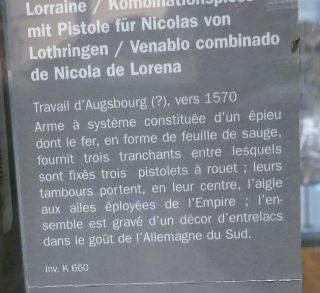 Lorraine / Kombinationspiess
mit Pistole für Nicolas von
Lothringen / Venablo combinado
de Nicola de Lorena
Travail d'Augsbourg (?), vers 1570
Arme à système constituée d'un épieu
dont le fer, en forme de feuille de sauge,
fournit trois tranchants entre lesquels
sont fixés trois pistolets à rouet ; leurs
tambours portent, en leur centre, l'aigle
aux ailes éployées de l'Empire ; l'en-
semble est gravé d'un décor d'entrelacs
dans le goût de l'Allemagne du Sud.
Inv. K 660